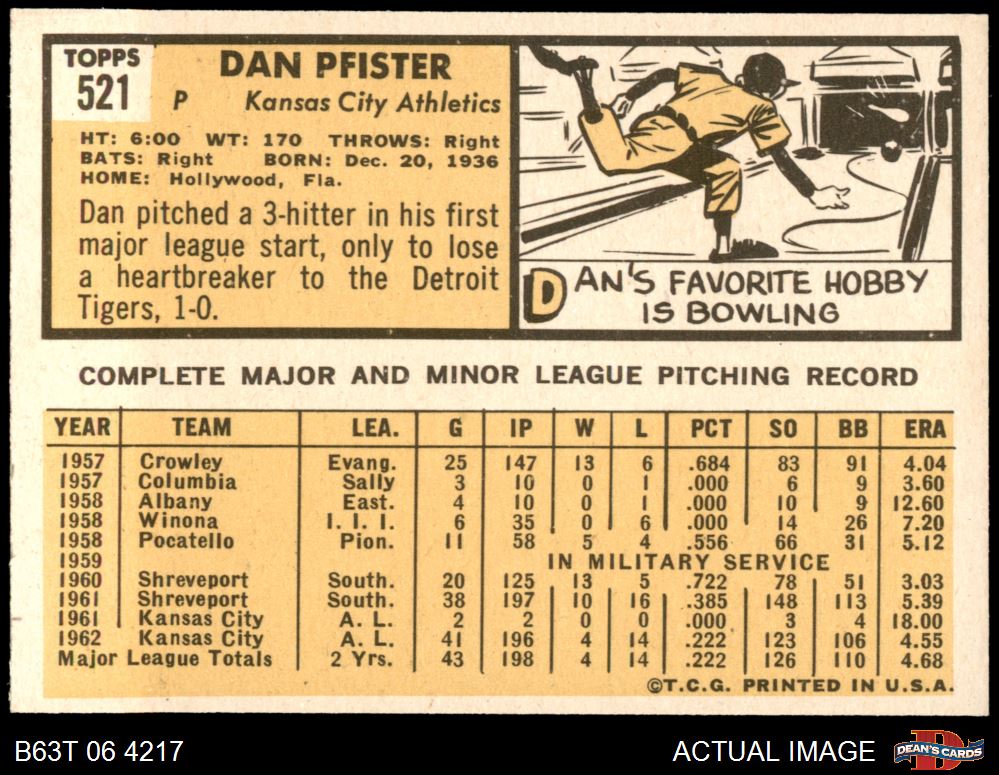 TOPPS
521
DAN PFISTER
P Kansas City Athletics
HT: 6:00 WT: 170 THROWS: Right
BATS: Right BORN: Dec. 20, 1936
HOME: Hollywood, Fla.
Dan pitched a 3-hitter in his first
major league start, only to lose
a heartbreaker to the Detroit
Tigers, 1-0.
DAN'S FAVORITE HOBBY
IS BOWLING
COMPLETE MAJOR AND MINOR LEAGUE PITCHING RECORD
YEAR TEAM LEA. G IP W L PCT SO BB ERA
1957 Crowley Evang. 25 147 13 6 .684 83 91 4.04
1957 Columbia Sally 3 10 0 1 .000 6 9 3.60
1958 Albany East. 4 10 0 1 .000 10 9 12.60
1958 Winona I. I. I. 6 35 0 6 .000 14 26 7.20
1958 Pocatello Pion. 11 58 5 4 .556 66 31 5.12
1959 IN MILITARY SERVICE
1960 Shreveport South. 20 125 13 5 .722 78 51 3.03
1961 Shreveport South. 38 197 10 16 .385 148 113 5.39
1961 Kansas City A. L. 2 2 0 0 .000 3 4 18.00
1962 Kansas City A. L. 41 196 4 14 .222 123 106 4.55
Major League Totals 2 Yrs. 43 198 4 14 .222 126 110 4.68
©T.C.G. PRINTED IN U.S.A.
B63T 06 4217
ACTUAL IMAGE
DEAN'S CARDS